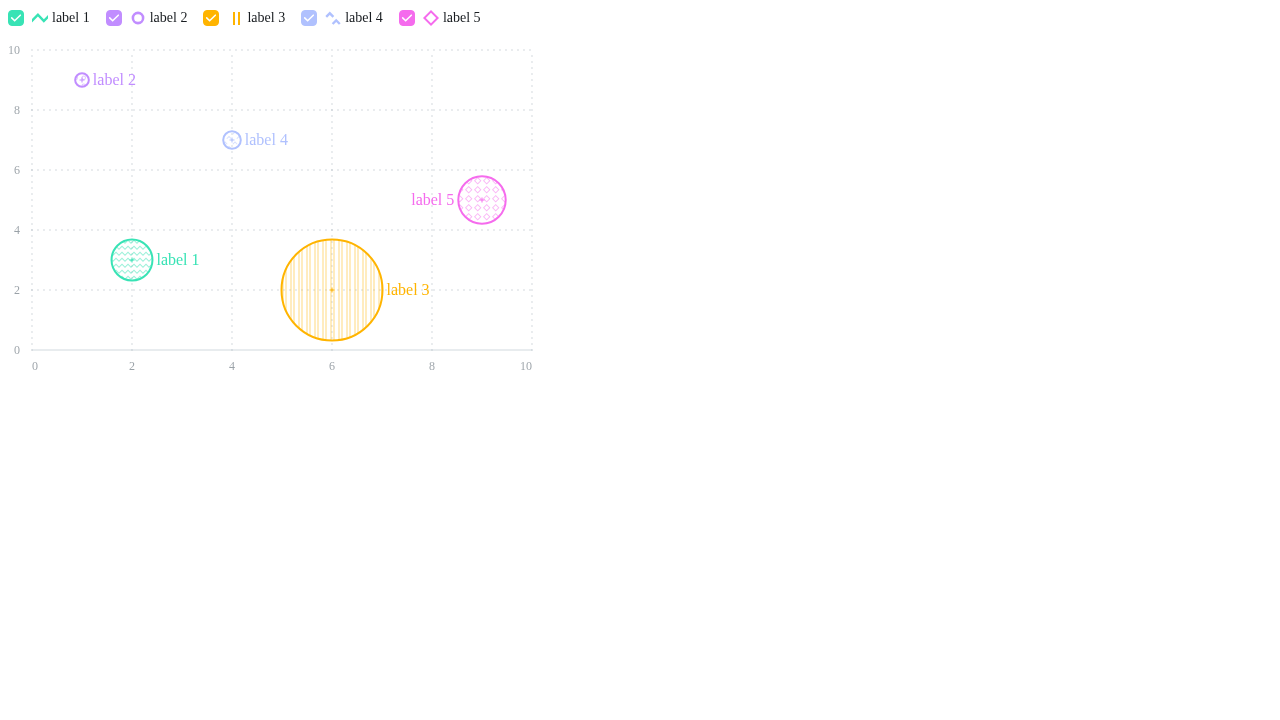 label 1 label 2 label 3 label 4 label 5
10
label 2
8
label 4
6
label 5
4
label 1
2
label 3
0
0 2 4 6 8 10